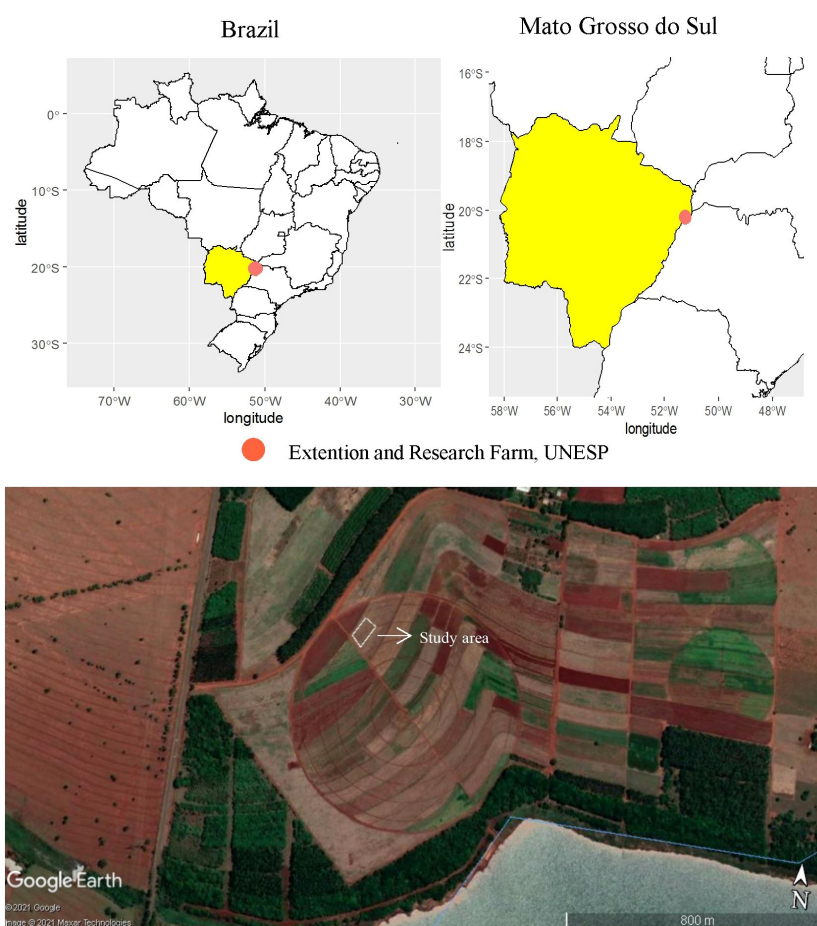 Brazil
Mato Grosso do Sul
0°
10°S
20°S
30°S
latitude
70°W 60°W 50°W 40°W 30°W
longitude
16°S
18°S
20°S
22°S
24°S
latitude
58°W 56°W 54°W 52°W 50°W 48°W
longitude
Extention and Research Farm, UNESP
Study area
Google Earth
©2021 Google
mage © 2021 Maxar Technologies
N
800 m